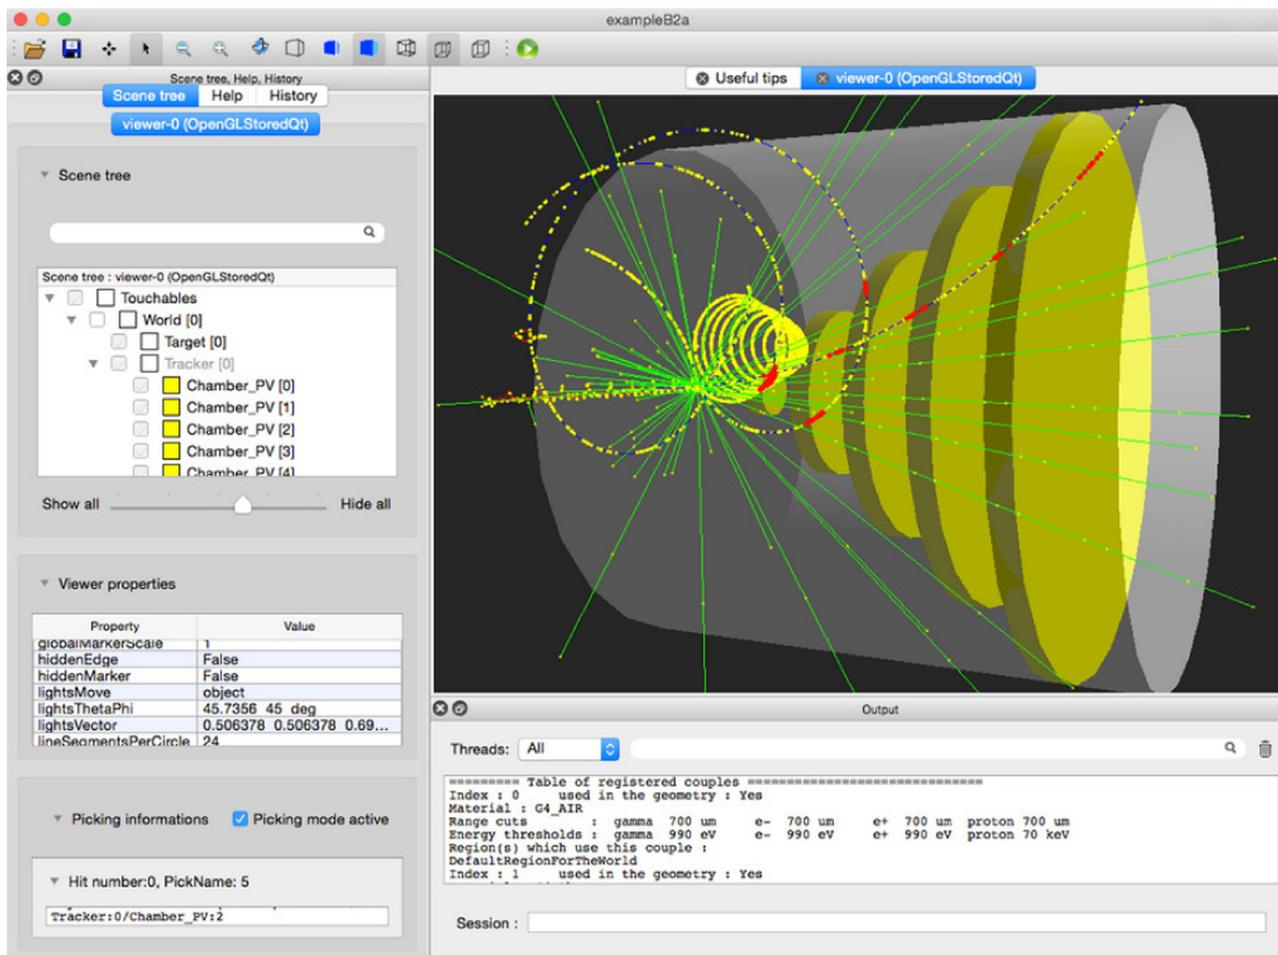 exampleB2a
Scene tree, Help, History
Scene tree Help History
viewer-0 (OpenGLStoredQt)
Scene tree
Scene tree : viewer-0 (OpenGLStoredQt)
Touchables
World [0]
Target [0]
Tracker [0]
Chamber_PV [0]
Chamber_PV [1]
Chamber_PV [2]
Chamber_PV [3]
Chamber_PV [4]
Show all Hide all
Viewer properties
Property Value
globalMarkerScale 1
hiddenEdge False
hiddenMarker False
lightsMove object
lightsThetaPhi 45.7356 45 deg
lightsVector 0.506378 0.506378 0.69...
lineSegmentsPerCircle 24
Picking informations Picking mode active
Hit number:0, PickName: 5
Tracker:0/Chamber_PV:2
Useful tips viewer-0 (OpenGLStoredQt)
Output
Threads: All
========= Table of registered couples ==============================
Index : 0 used in the geometry : Yes
Material : G4_AIR
Range cuts : gamma 700 um e- 700 um e+ 700 um proton 700 um
Energy thresholds : gamma 990 eV e- 990 eV e+ 990 eV proton 70 keV
Region(s) which use this couple :
DefaultRegionForTheWorld
Index : 1 used in the geometry : Yes
Session :